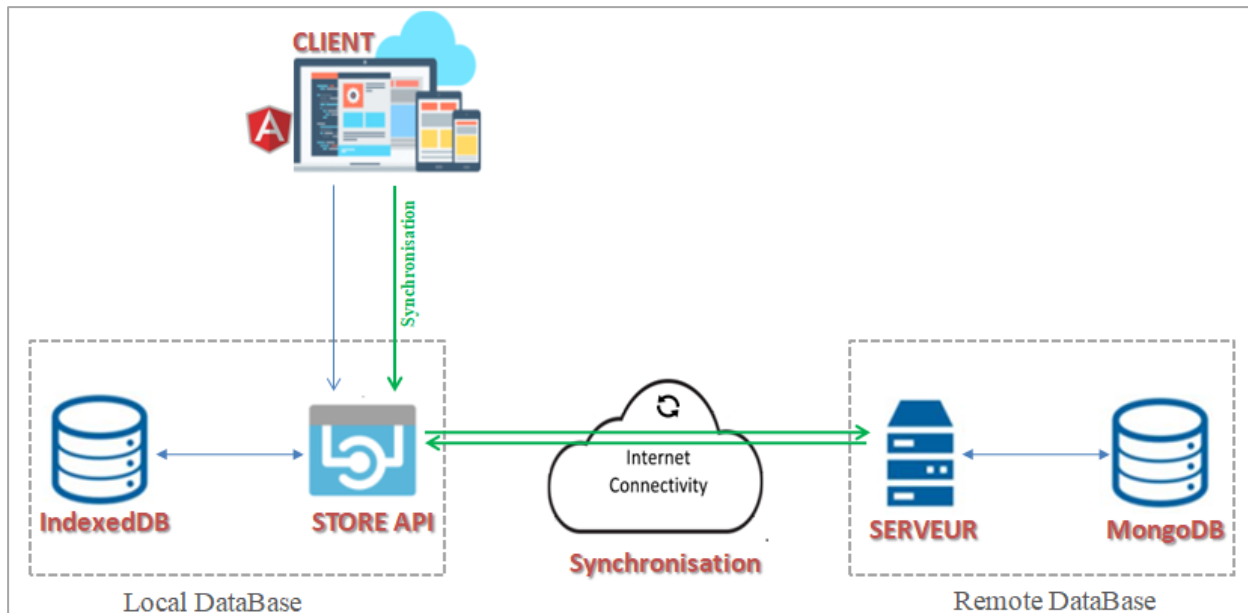 CLIENT
A
Synchronisation
Internet
Connectivity
IndexedDB
STORE API
SERVEUR
MongoDB
Synchronisation
Local DataBase
Remote DataBase